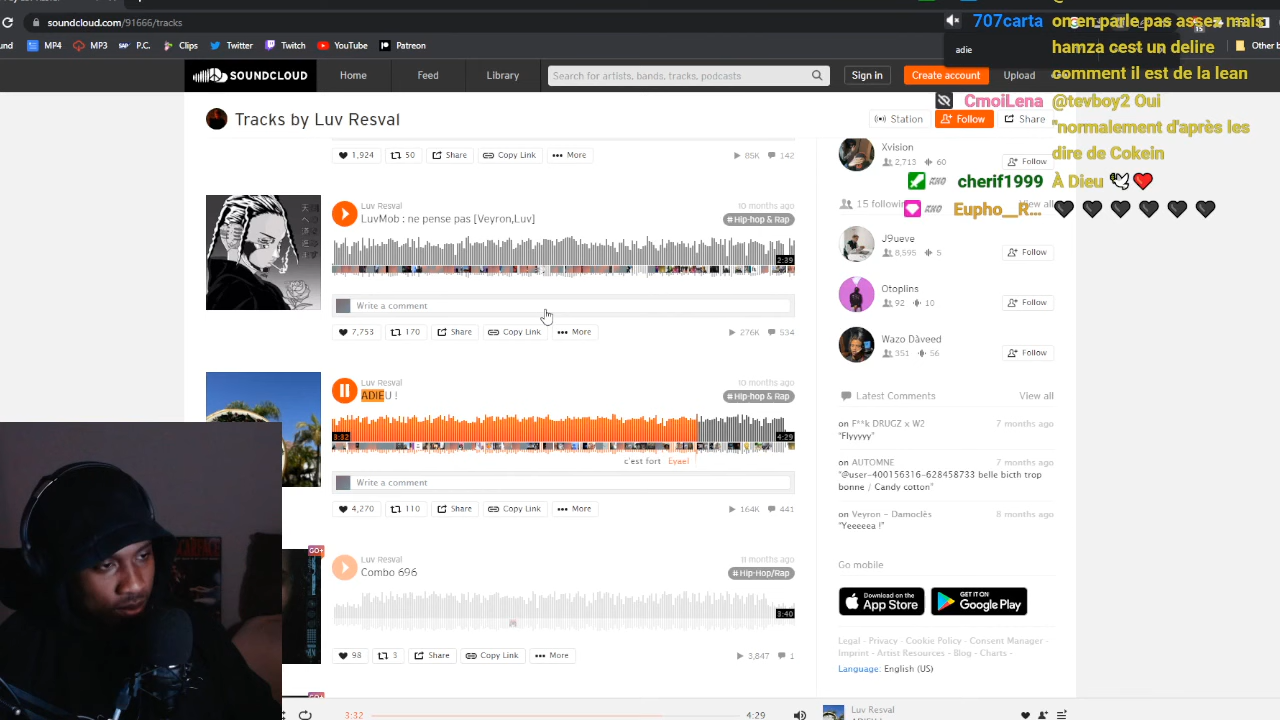 soundcloud.com/91666/tracks
707carta
on en parle pas assez mais
adie
hamza cest un delire
comment il est de la lean
und MP4 MP3 P.C. Clips Twitter Twitch YouTube Patreon
Other b
SOUNDCLOUD Home Feed Library Search for artists, bands, tracks, podcasts Sign in Create account Upload
CmoiLena @tevboy2 Oui
"normalement d'après les
dire de Cokein
Tracks by Luv Resval Station Follow Share
cherif1999 À Dieu 🕊️❤️
Eupho__R... 🖤 🖤 🖤 🖤 🖤 🖤
1,924 50 Share Copy Link More 85K 142
Xvision
2,713 60 Follow
Luv Resval 10 months ago
LuvMob : ne pense pas [Veyron,Luv] # Hip-hop & Rap
2:39
Write a comment
7,753 170 Share Copy Link More 276K 534
15 following View all
J9ueve
8,595 5 Follow
Otoplins
92 10 Follow
Wazo Dàveed
351 56 Follow
Luv Resval 10 months ago
ADIEU ! # Hip-hop & Rap
3:32 4:29
c'est fort Eyael
Write a comment
4,270 110 Share Copy Link More 164K 441
Latest Comments View all
on F**k DRUGZ x W2 7 months ago
"Flyyyyy"
on AUTOMNE 7 months ago
"@user-400156316-628458733 belle bicth trop
bonne / Candy cotton"
on Veyron - Damoclès 8 months ago
"Yeeeeea !"
GO+
Luv Resval 11 months ago
Combo 696 # Hip-Hop/Rap
3:40
98 3 Share Copy Link More 3,847 1
Go mobile
Download on the App Store GET IT ON Google Play
Legal - Privacy - Cookie Policy - Consent Manager -
Imprint - Artist Resources - Blog - Charts -
Language: English (US)
3:32 4:29 Luv Resval